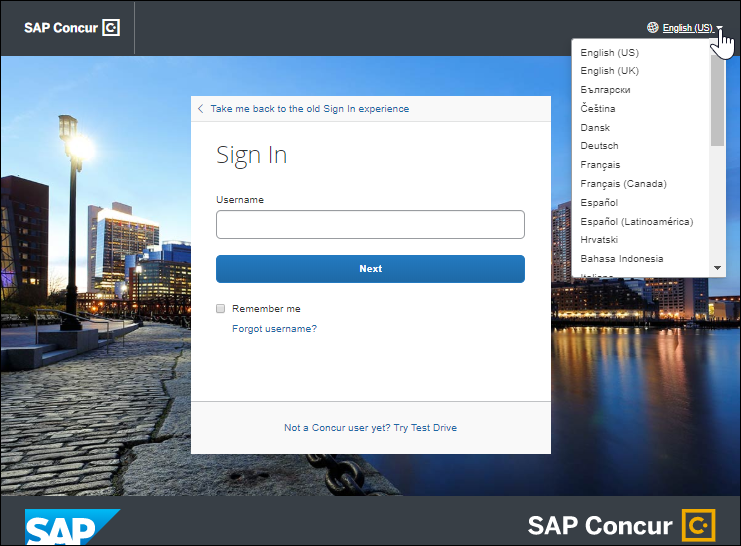 SAP Concur
English (US)
English (US)
English (UK)
Български
Čeština
Dansk
Deutsch
Français
Français (Canada)
Español
Español (Latinoamérica)
Hrvatski
Bahasa Indonesia
Italiano
Take me back to the old Sign In experience
Sign In
Username
Next
Remember me
Forgot username?
Not a Concur user yet? Try Test Drive
SAP
SAP Concur